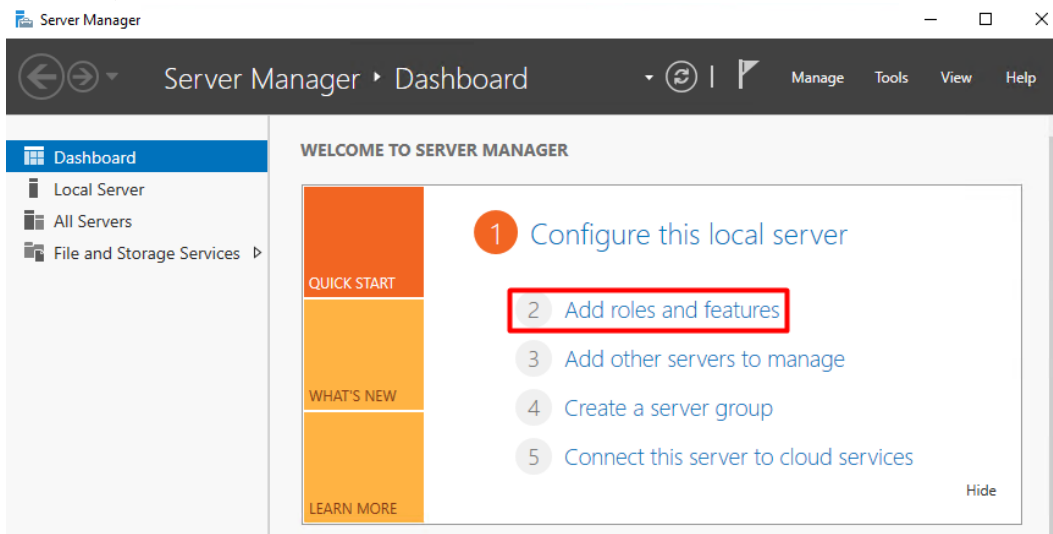 Server Manager
Server Manager ‣ Dashboard
Manage Tools View Help
Dashboard
Local Server
All Servers
File and Storage Services
WELCOME TO SERVER MANAGER
QUICK START
WHAT'S NEW
LEARN MORE
1 Configure this local server
2 Add roles and features
3 Add other servers to manage
4 Create a server group
5 Connect this server to cloud services
Hide